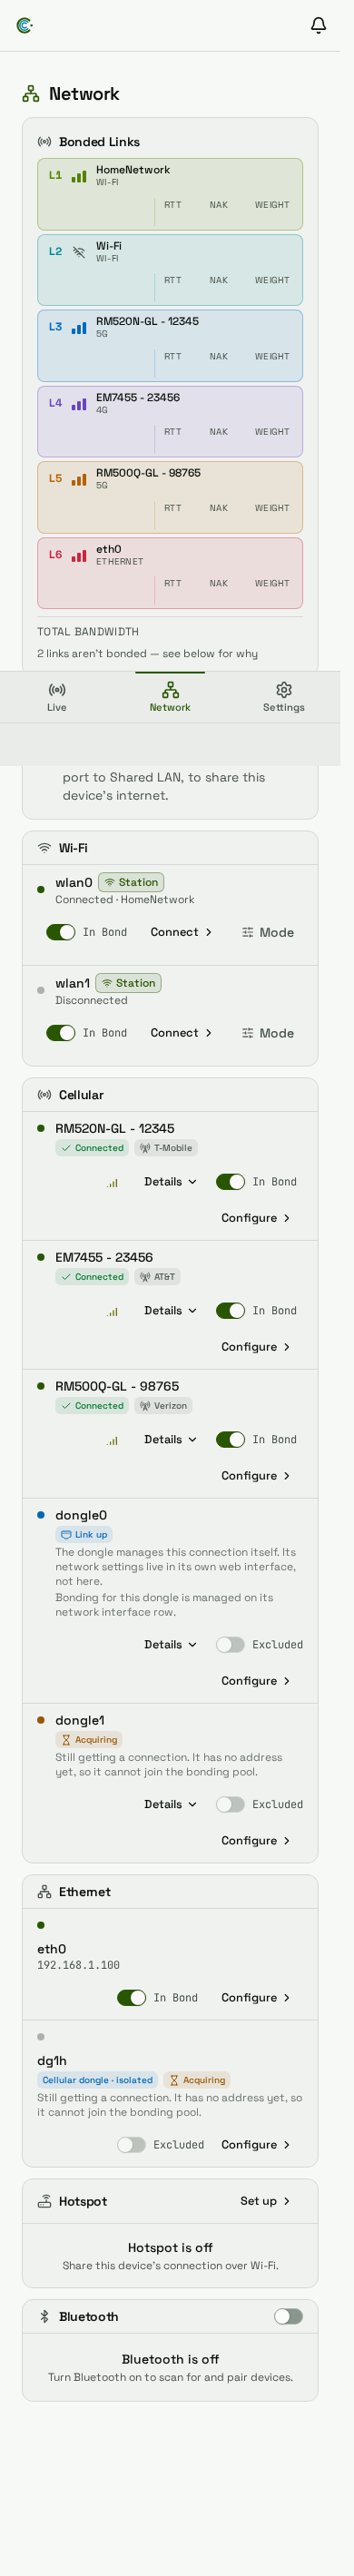 Network
Bonded Links
L1 HomeNetwork
WI-FI
RTT NAK WEIGHT
L2 Wi-Fi
WI-FI
RTT NAK WEIGHT
L3 RM520N-GL - 12345
5G
RTT NAK WEIGHT
L4 EM7455 - 23456
4G
RTT NAK WEIGHT
L5 RM500Q-GL - 98765
5G
RTT NAK WEIGHT
L6 eth0
ETHERNET
RTT NAK WEIGHT
TOTAL BANDWIDTH
2 links aren't bonded — see below for why
Live Network Settings
port to Shared LAN, to share this
device's internet.
Wi-Fi
wlan0 Station
Connected · HomeNetwork
In Bond Connect Mode
wlan1 Station
Disconnected
In Bond Connect Mode
Cellular
RM520N-GL - 12345
Connected T-Mobile
Details In Bond
Configure
EM7455 - 23456
Connected AT&T
Details In Bond
Configure
RM500Q-GL - 98765
Connected Verizon
Details In Bond
Configure
dongle0
Link up
The dongle manages this connection itself. Its
network settings live in its own web interface,
not here.
Bonding for this dongle is managed on its
network interface row.
Details Excluded
Configure
dongle1
Acquiring
Still getting a connection. It has no address
yet, so it cannot join the bonding pool.
Details Excluded
Configure
Ethernet
eth0
192.168.1.100
In Bond Configure
dg1h
Cellular dongle · isolated Acquiring
Still getting a connection. It has no address yet, so
it cannot join the bonding pool.
Excluded Configure
Hotspot Set up
Hotspot is off
Share this device's connection over Wi-Fi.
Bluetooth
Bluetooth is off
Turn Bluetooth on to scan for and pair devices.